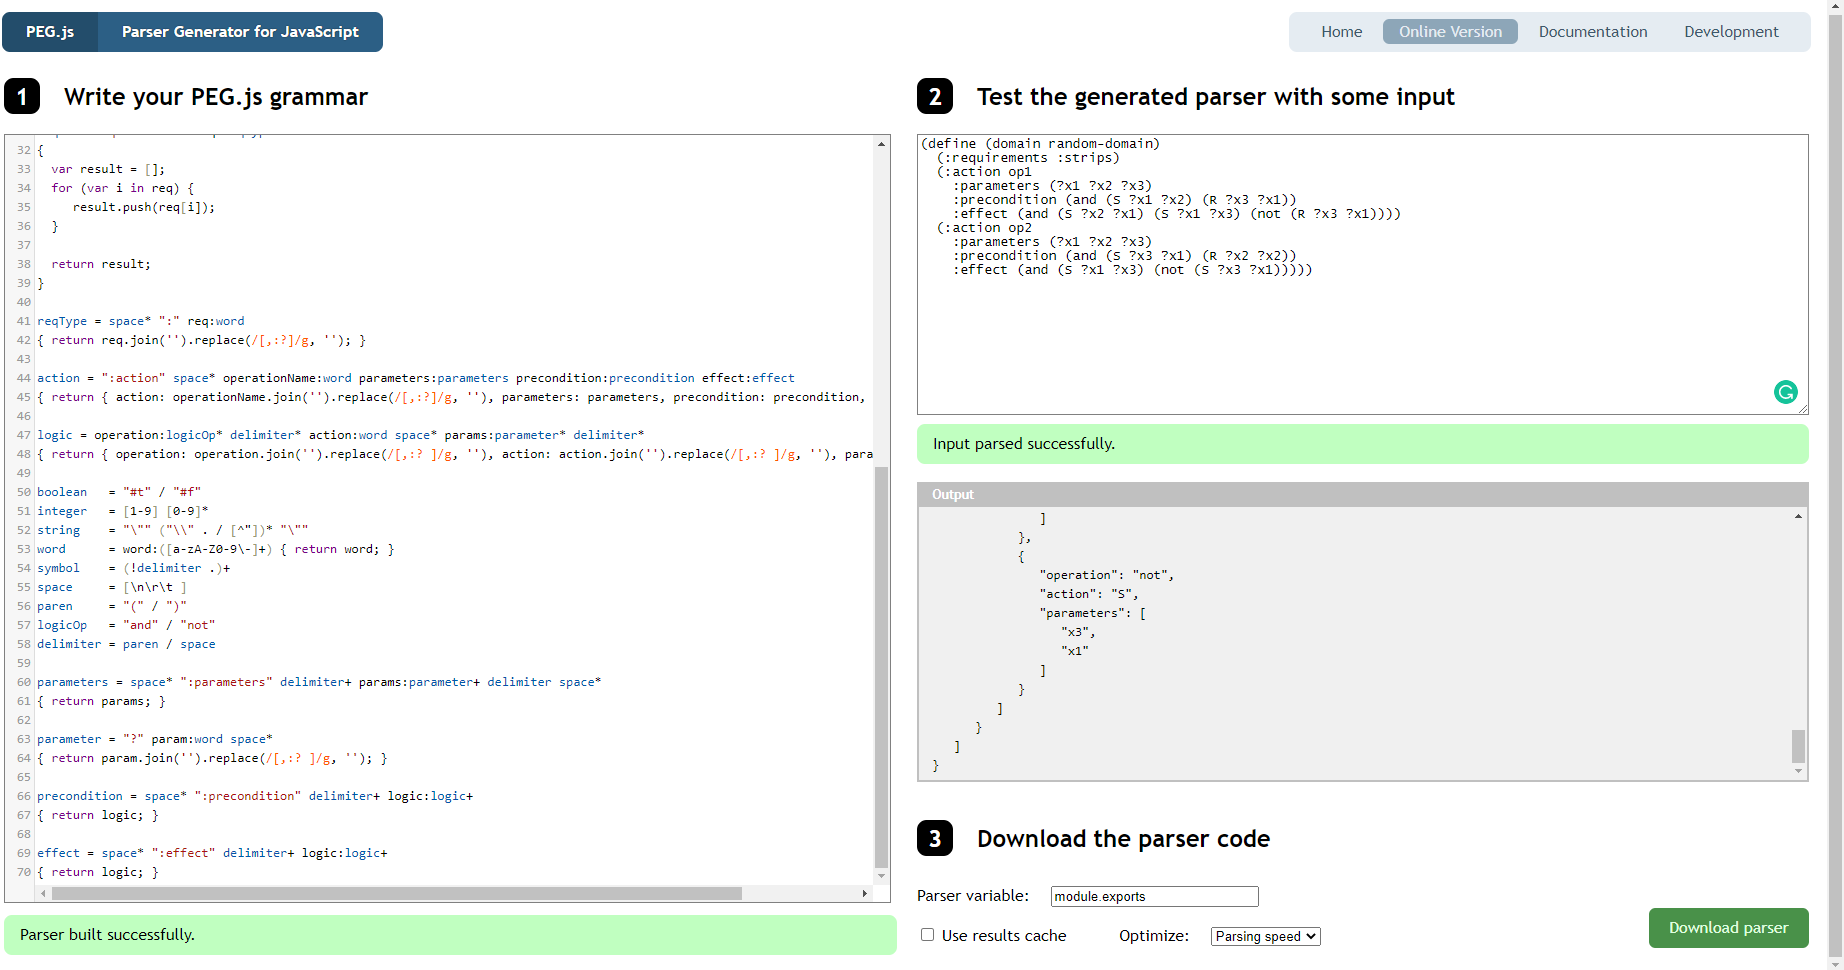 PEG.js Parser Generator for JavaScript
Home Online Version Documentation Development
1 Write your PEG.js grammar
32 {
33   var result = [];
34   for (var i in req) {
35      result.push(req[i]);
36   }
37
38   return result;
39 }
40
41 reqType = space* ":" req:word
42 { return req.join('').replace(/[,:?]/g, ''); }
43
44 action = ":action" space* operationName:word parameters:parameters precondition:precondition effect:effect
45 { return { action: operationName.join('').replace(/[,:?]/g, ''), parameters: parameters, precondition: precondition,
46
47 logic = operation:logicOp* delimiter* action:word space* params:parameter* delimiter*
48 { return { operation: operation.join('').replace(/[,:? ]/g, ''), action: action.join('').replace(/[,:? ]/g, ''), para
49
50 boolean   = "#t" / "#f"
51 integer   = [1-9] [0-9]*
52 string    = "\"" ("\\" . / [^"])* "\""
53 word      = word:([a-zA-Z0-9\-]+) { return word; }
54 symbol    = (!delimiter .)+
55 space     = [\n\r\t ]
56 paren     = "(" / ")"
57 logicOp   = "and" / "not"
58 delimiter = paren / space
59
60 parameters = space* ":parameters" delimiter+ params:parameter+ delimiter space*
61 { return params; }
62
63 parameter = "?" param:word space*
64 { return param.join('').replace(/[,:? ]/g, ''); }
65
66 precondition = space* ":precondition" delimiter+ logic:logic+
67 { return logic; }
68
69 effect = space* ":effect" delimiter+ logic:logic+
70 { return logic; }
Parser built successfully.
2 Test the generated parser with some input
(define (domain random-domain)
  (:requirements :strips)
  (:action op1
    :parameters (?x1 ?x2 ?x3)
    :precondition (and (S ?x1 ?x2) (R ?x3 ?x1))
    :effect (and (S ?x2 ?x1) (S ?x1 ?x3) (not (R ?x3 ?x1))))
  (:action op2
    :parameters (?x1 ?x2 ?x3)
    :precondition (and (S ?x3 ?x1) (R ?x2 ?x2))
    :effect (and (S ?x1 ?x3) (not (S ?x3 ?x1)))))
Input parsed successfully.
Output
]
},
{
"operation": "not",
"action": "S",
"parameters": [
"x3",
"x1"
]
}
]
}
]
}
3 Download the parser code
Parser variable: module.exports
Use results cache Optimize: Parsing speed
Download parser